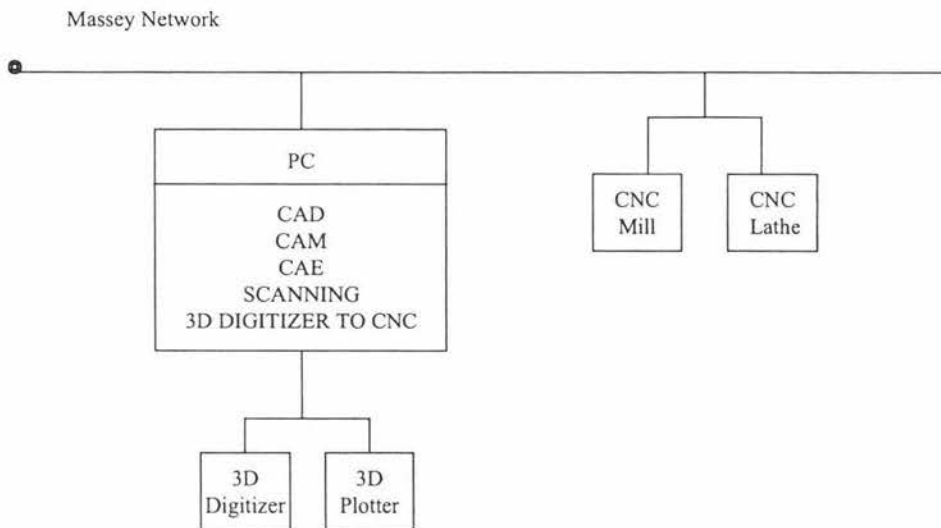 Massey Network
PC
CAD
CAM
CAE
SCANNING
3D DIGITIZER TO CNC
CNC
Mill
CNC
Lathe
3D
Digitizer
3D
Plotter